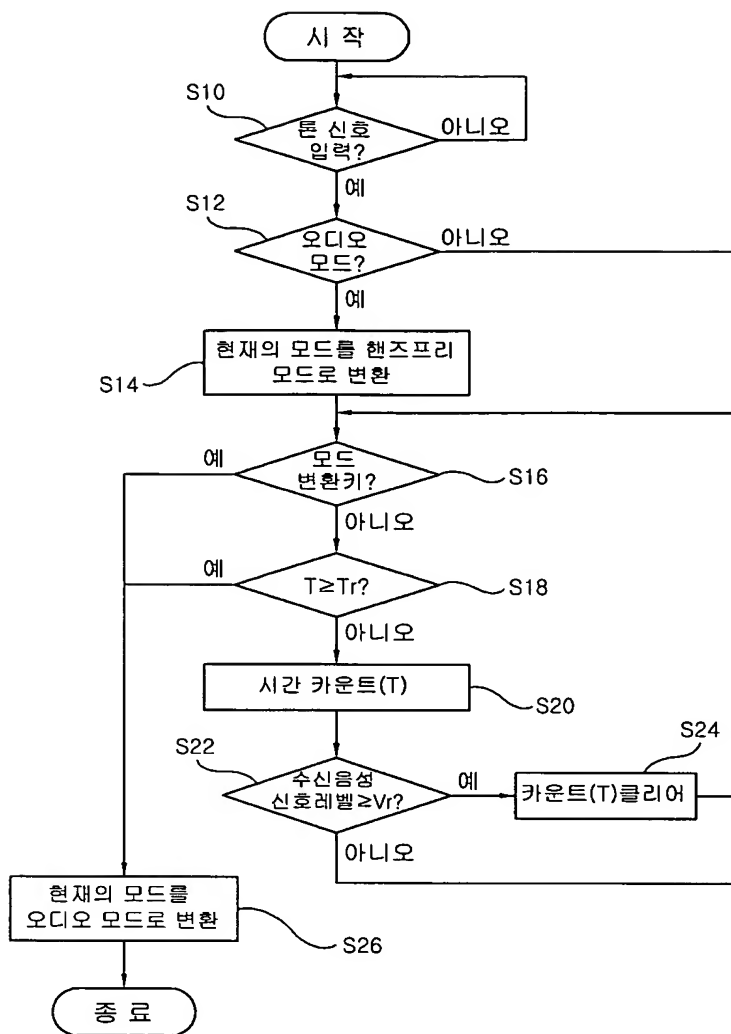 시 작
S10
톤 신호
입력?
아니오
예
S12
오디오
모드?
아니오
예
현재의 모드를 핸즈프리
모드로 변환
S14
예
모드
변환키?
S16
아니오
예
T≥Tr?
S18
아니오
시간 카운트(T)
S20
S22
수신음성
신호레벨≥Vr?
예
S24
카운트(T)클리어
아니오
현재의 모드를
오디오 모드로 변환
S26
종 료